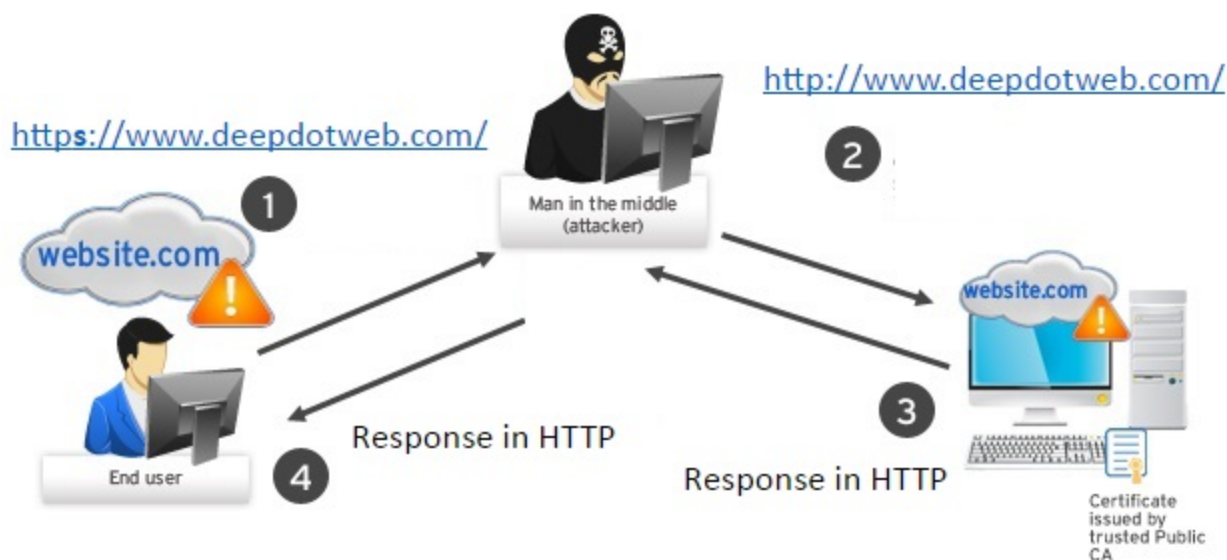 http://www.deepdotweb.com/
https://www.deepdotweb.com/
1
2
Man in the middle
(attacker)
website.com
website.com
3
Response in HTTP
4
End user
Response in HTTP
Certificate
issued by
trusted Public
CA